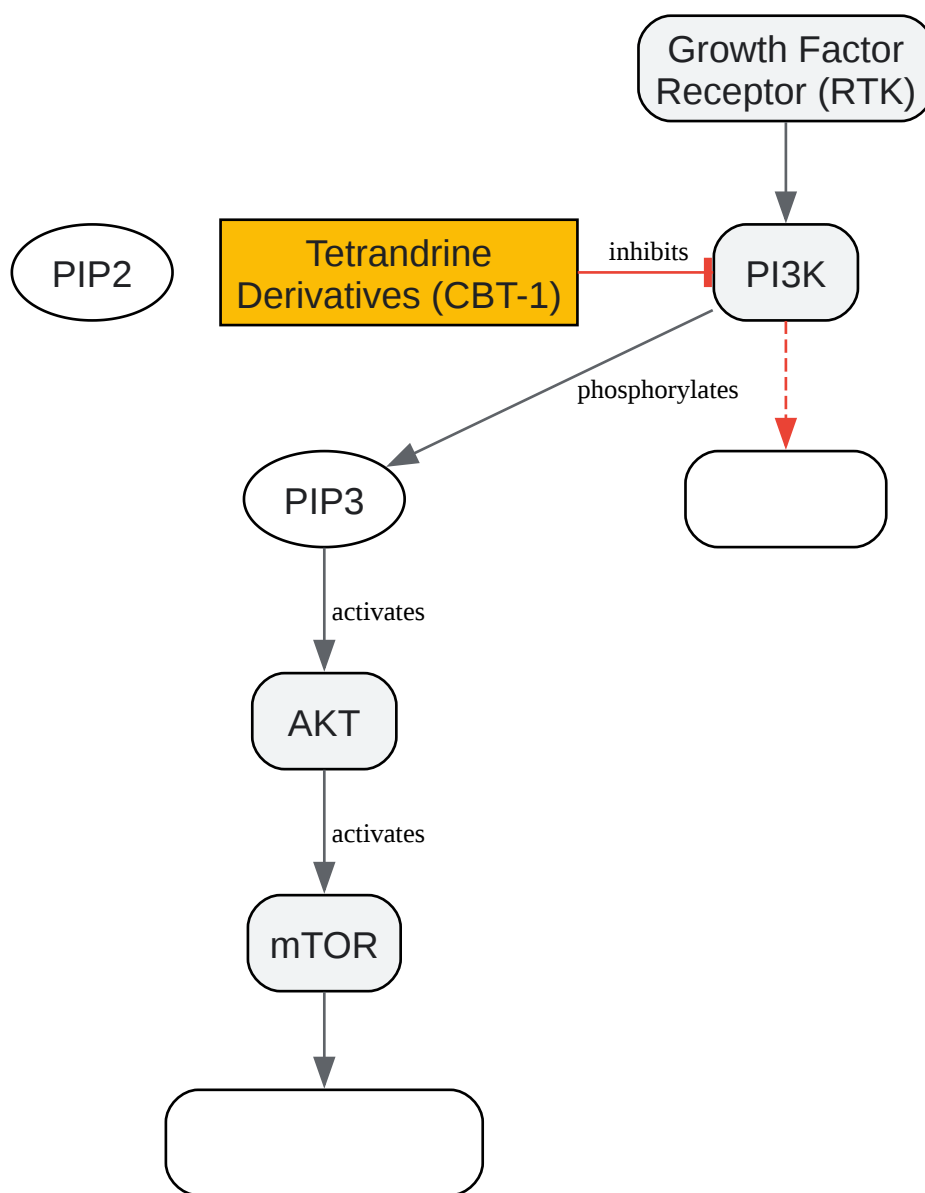 Growth Factor
Receptor (RTK)
PIP2
Tetrandrine
Derivatives (CBT-1)
inhibits
PI3K
phosphorylates
PIP3
activates
AKT
activates
mTOR